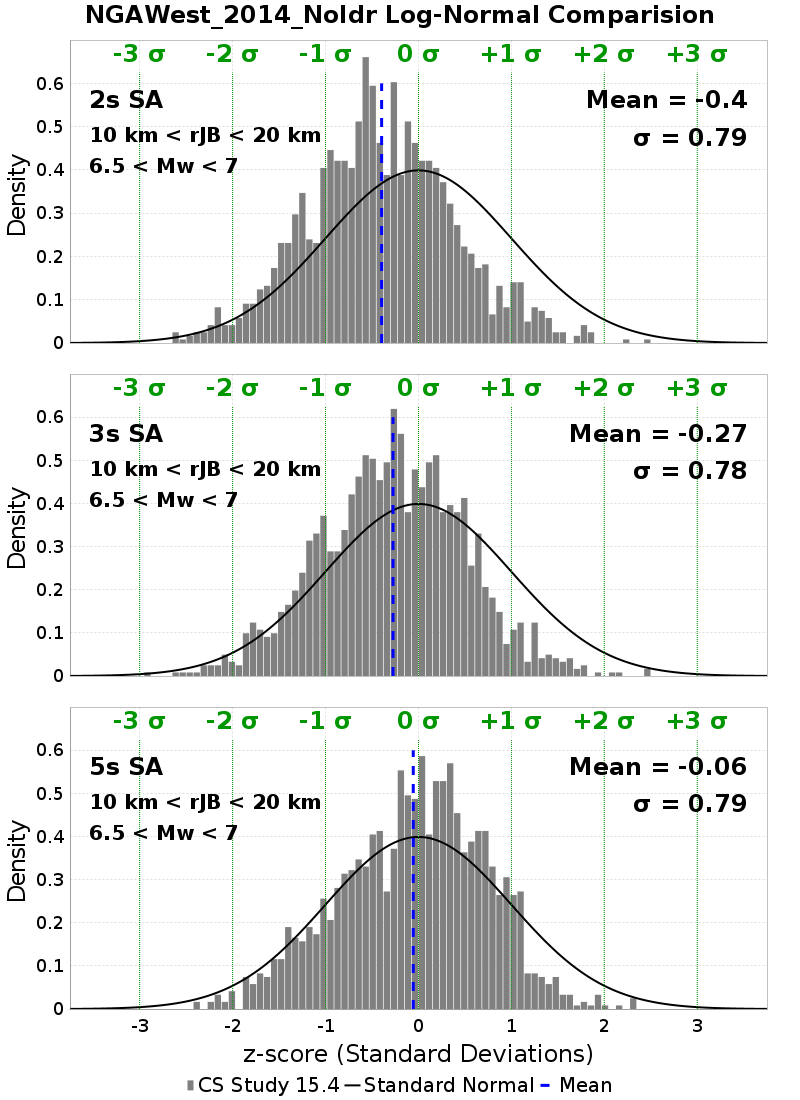 NGAWest_2014_NoIdr Log-Normal Comparision
-3 σ -2 σ -1 σ 0 σ +1 σ +2 σ +3 σ
0.6
2s SA Mean = -0.4
0.5
10 km < rJB < 20 km σ = 0.79
0.4 6.5 < Mw < 7
Density
0.3
0.2
0.1
0
-3 σ -2 σ -1 σ 0 σ +1 σ +2 σ +3 σ
0.6
3s SA Mean = -0.27
0.5
10 km < rJB < 20 km σ = 0.78
0.4 6.5 < Mw < 7
Density
0.3
0.2
0.1
0
-3 σ -2 σ -1 σ 0 σ +1 σ +2 σ +3 σ
0.6
5s SA Mean = -0.06
0.5
10 km < rJB < 20 km σ = 0.79
0.4 6.5 < Mw < 7
Density
0.3
0.2
0.1
0
-3 -2 -1 0 1 2 3
z-score (Standard Deviations)
CS Study 15.4 Standard Normal Mean